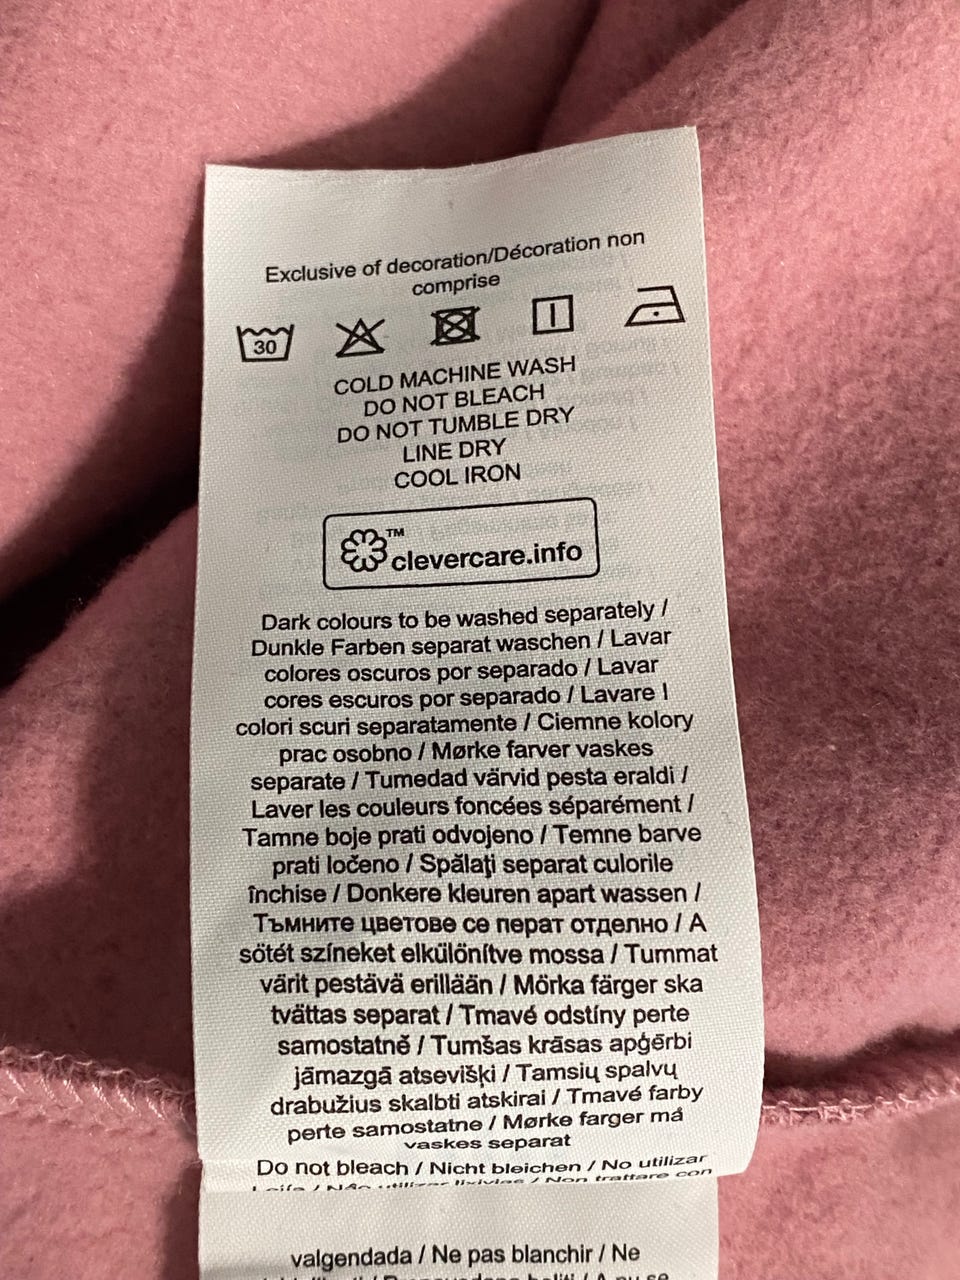 Exclusive of decoration/Décoration non
comprise
30
COLD MACHINE WASH
DO NOT BLEACH
DO NOT TUMBLE DRY
LINE DRY
COOL IRON
TM
clevercare.info
Dark colours to be washed separately /
Dunkle Farben separat waschen / Lavar
colores oscuros por separado / Lavar
cores escuros por separado / Lavare I
colori scuri separatamente / Ciemne kolory
prac osobno / Mørke farver vaskes
separate / Tumedad värvid pesta eraldi /
Laver les couleurs foncées séparément /
Tamne boje prati odvojeno / Temne barve
prati ločeno / Spălaţi separat culorile
închise / Donkere kleuren apart wassen /
Тъмните цветове се перат отделно / A
sötét színeket elkülönítve mossa / Tummat
värit pestävä erillään / Mörka färger ska
tvättas separat / Tmavé odstíny perte
samostatně / Tumšas krāsas apģērbi
jāmazgā atsevišķi / Tamsių spalvų
drabužius skalbti atskirai / Tmavé farby
perte samostatne / Mørke farger må
vaskes separat
Do not bleach / Nicht bleichen / No utilizar
/ Não utilizar lixívias / Non trattare con
valgendada / Ne pas blanchir / Ne